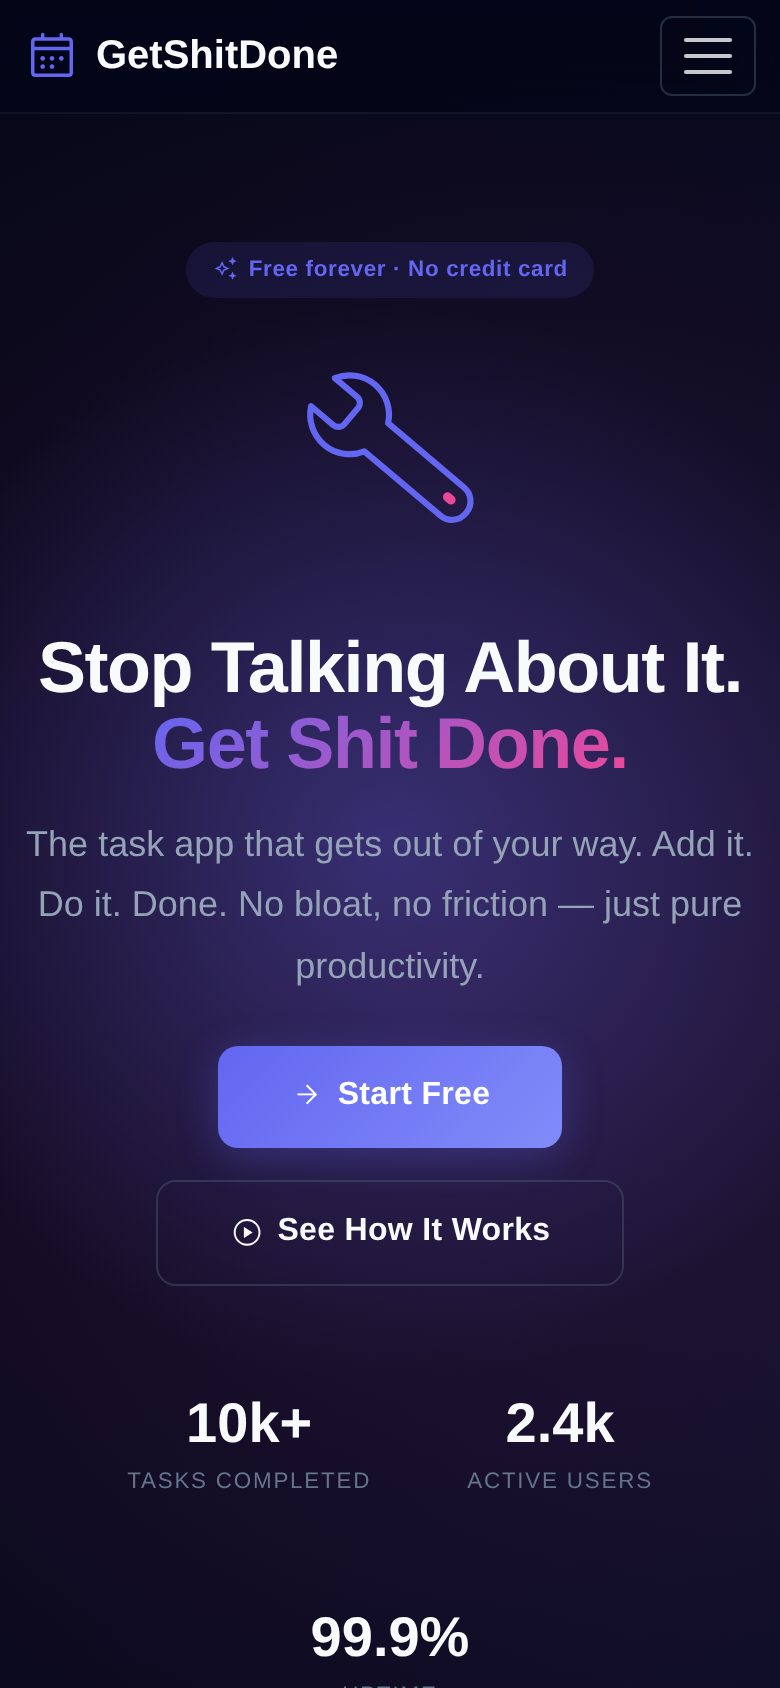 GetShitDone
Free forever · No credit card
Stop Talking About It.
Get Shit Done.
The task app that gets out of your way. Add it.
Do it. Done. No bloat, no friction — just pure
productivity.
Start Free
See How It Works
10k+
2.4k
TASKS COMPLETED
ACTIVE USERS
99.9%